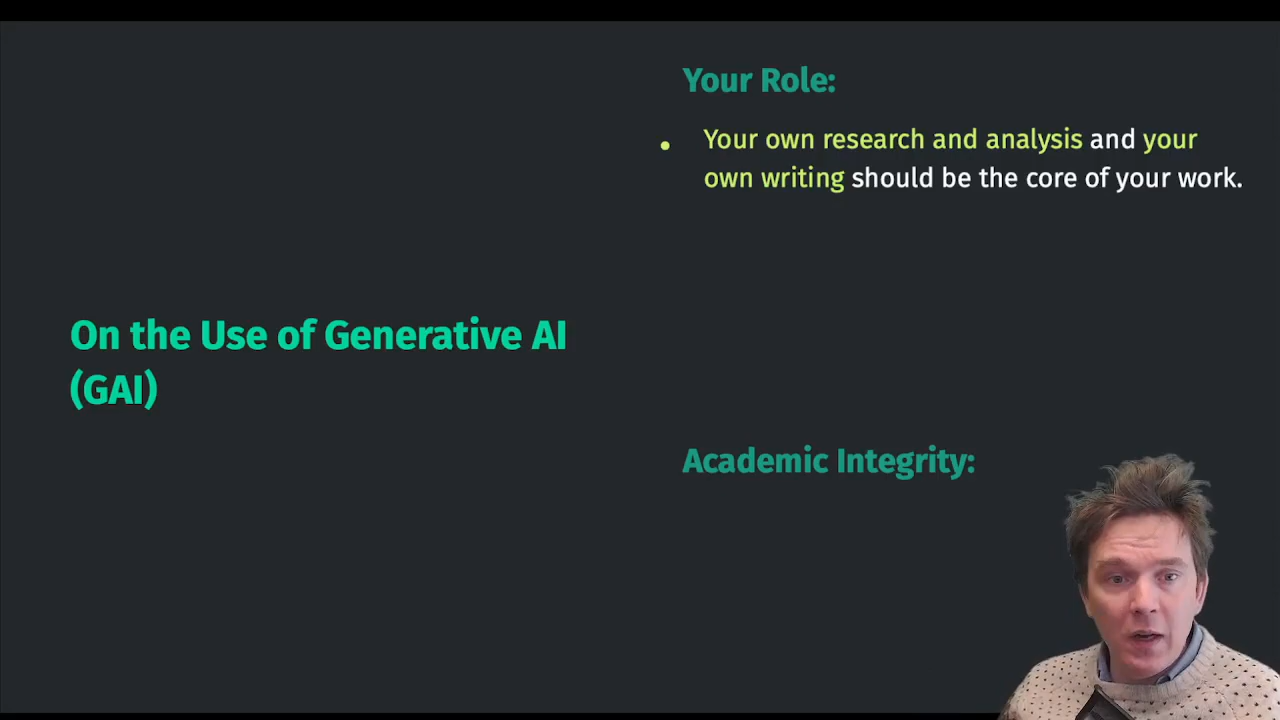 On the Use of Generative AI
(GAI)
Your Role:
• Your own research and analysis and your
own writing should be the core of your work.
Academic Integrity: